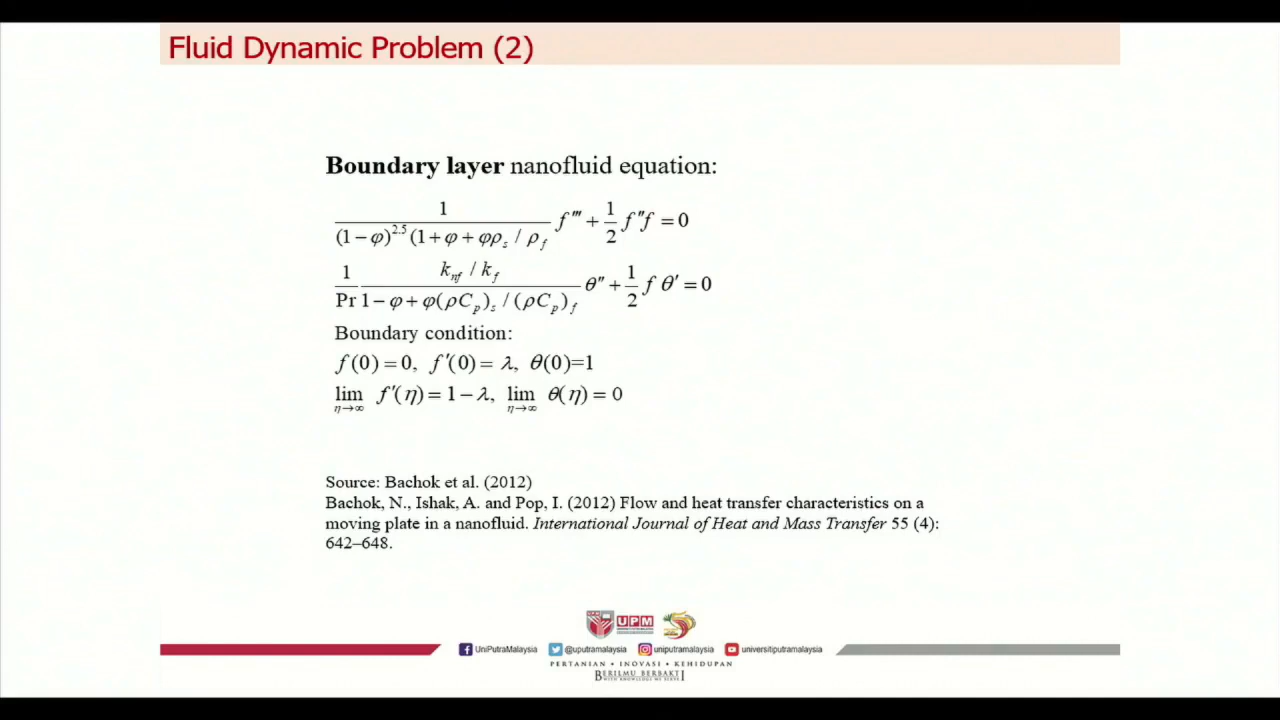 Fluid Dynamic Problem (2)
Boundary layer nanofluid equation:
1/((1−φ)^2.5 (1+φ+φρ_s / ρ_f) f''' + 1/2 f''f = 0
1/Pr (k_nf / k_f)/(1−φ+φ(ρC_p)_s / (ρC_p)_f) θ'' + 1/2 f θ' = 0
Boundary condition:
f(0)=0, f'(0)=λ, θ(0)=1
lim_{η→∞} f'(η)=1−λ, lim_{η→∞} θ(η)=0
Source: Bachok et al. (2012)
Bachok, N., Ishak, A. and Pop, I. (2012) Flow and heat transfer characteristics on a
moving plate in a nanofluid. International Journal of Heat and Mass Transfer 55 (4):
642–648.
UPM
UniPutraMalaysia @uputramalaysia uniputramalaysia universitiputramalaysia
PERTANIAN • INOVASI • KEHIDUPAN
BERILMU BERBAKTI
WITH KNOWLEDGE WE SERVE